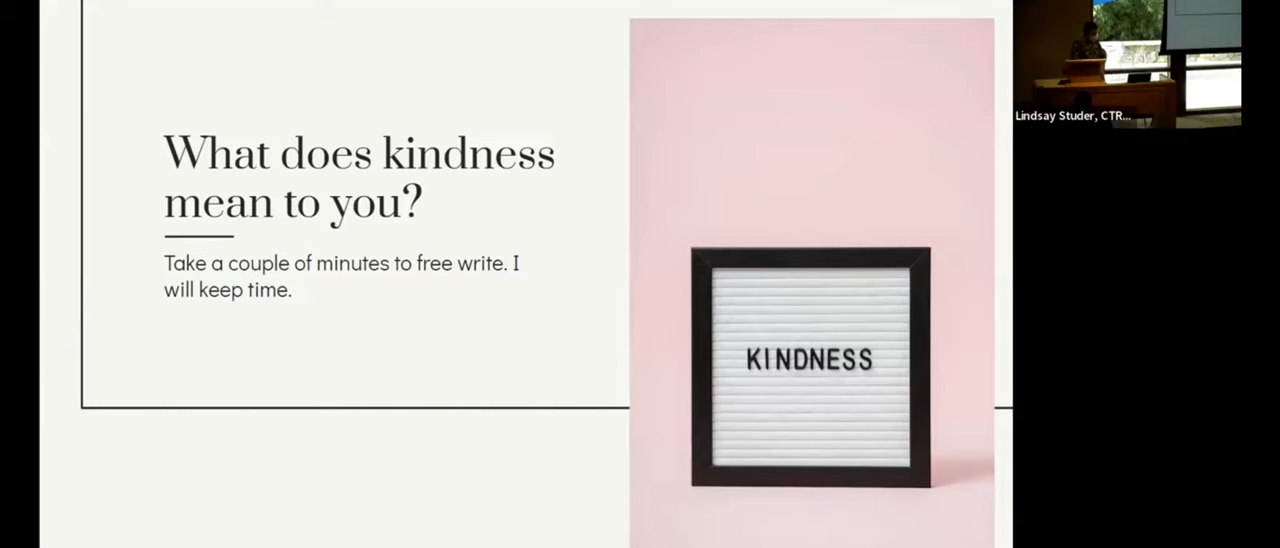 What does kindness
mean to you?
Take a couple of minutes to free write. I
will keep time.
KINDNESS
Lindsay Studer, CTR...